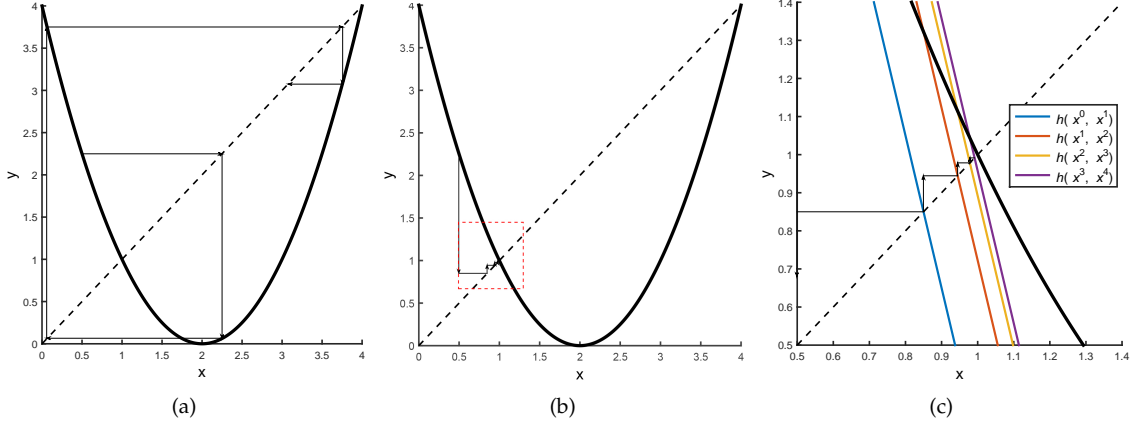 4
3.5
3
2.5
2
1.5
1
0.5
0
y
0 0.5 1 1.5 2 2.5 3 3.5 4
x
(a)
4
3.5
3
2.5
2
1.5
1
0.5
0
y
0 0.5 1 1.5 2 2.5 3 3.5 4
x
(b)
1.4
1.3
1.2
1.1
1
0.9
0.8
0.7
0.6
0.5
y
0.5 0.6 0.7 0.8 0.9 1 1.1 1.2 1.3 1.4
x
h( x⁰, x¹)
h( x¹, x²)
h( x², x³)
h( x³, x⁴)
(c)